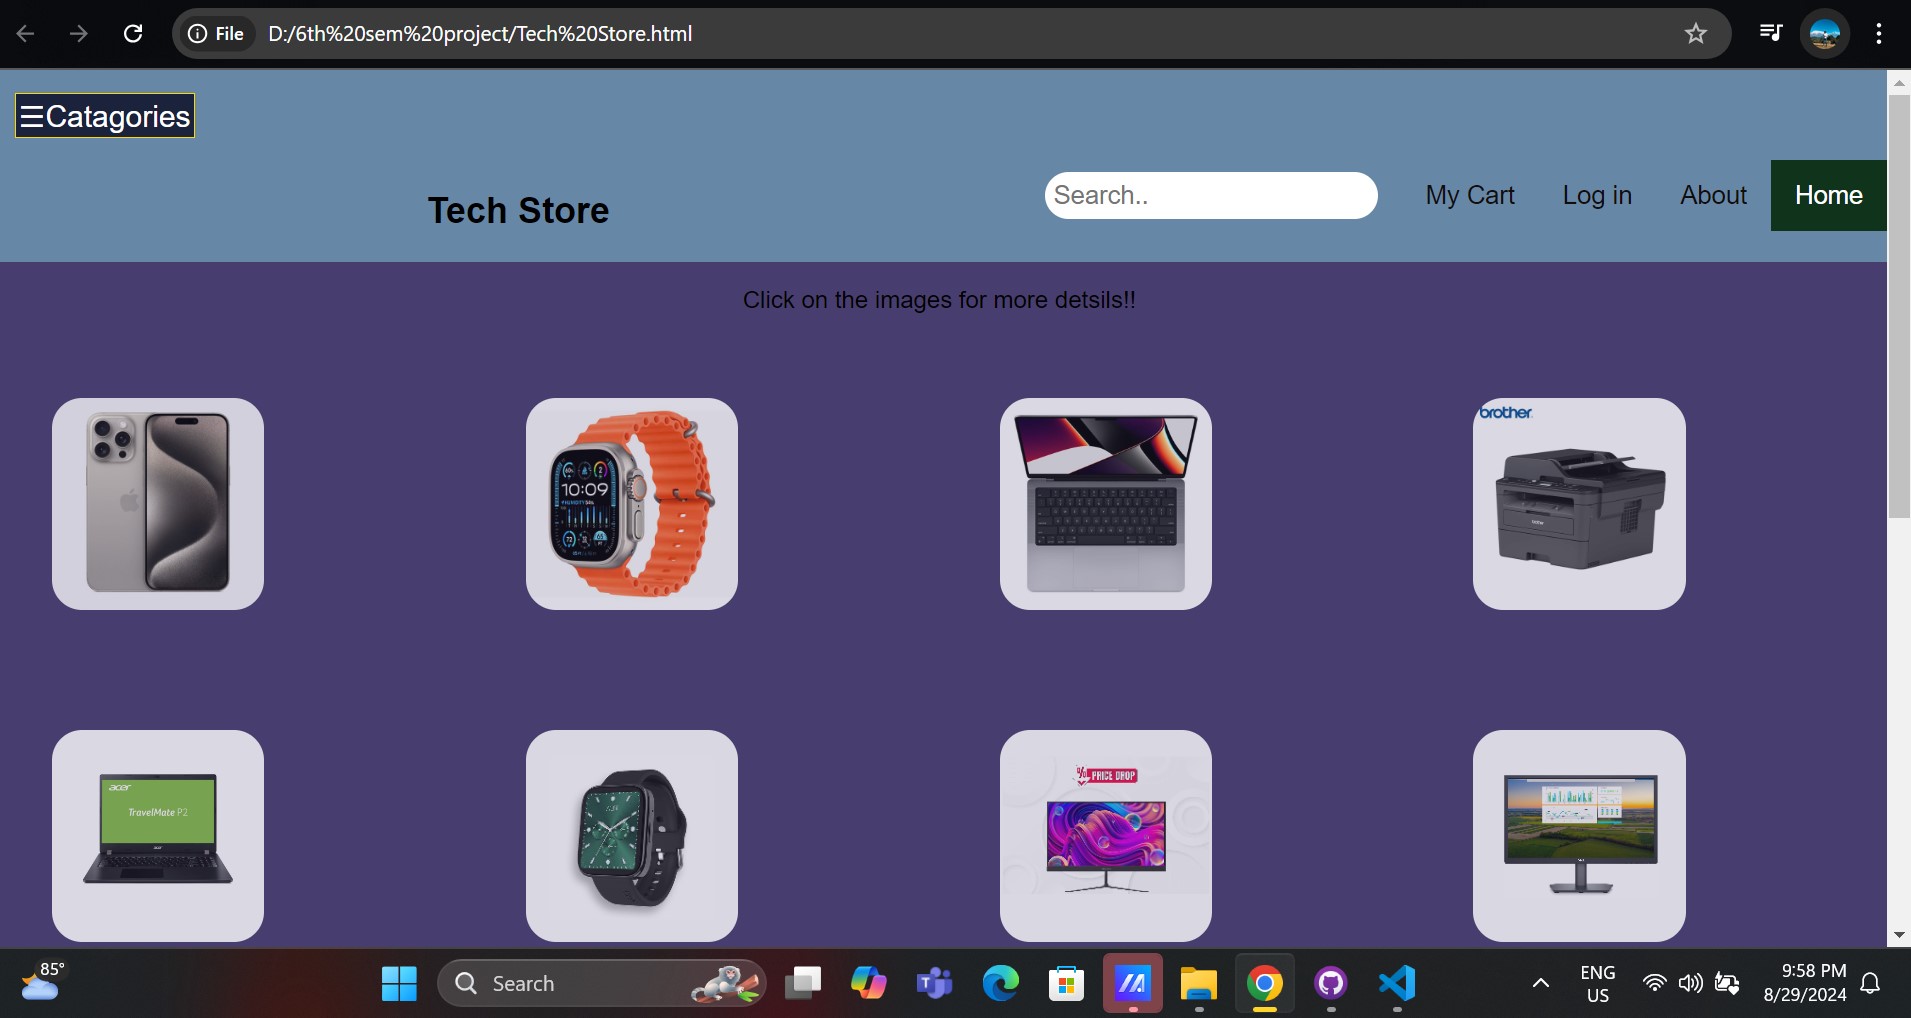 File D:/6th%20sem%20project/Tech%20Store.html
☰Catagories
Tech Store
Search..
My Cart
Log in
About
Home
Click on the images for more detsils!!
10:09
brother
acer
TravelMate P2
% PRICE DROP
85°
Search
ENG
US
9:58 PM
8/29/2024